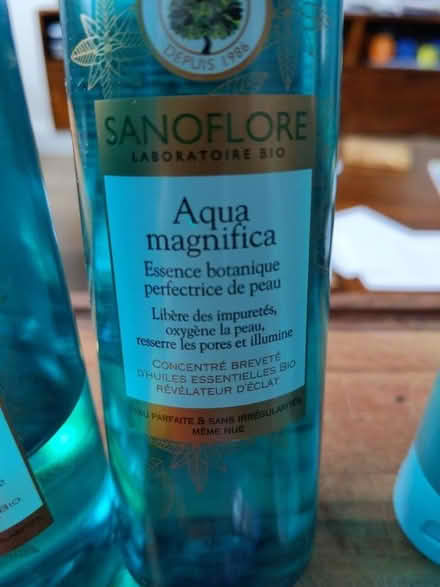 DEPUIS 1986
SANOFLORE
LABORATOIRE BIO
Aqua
magnifica
Essence botanique
perfectrice de peau
Libère des impuretés,
oxygène la peau,
resserre les pores et illumine
CONCENTRÉ BREVETÉ
D'HUILES ESSENTIELLES BIO
RÉVÉLATEUR D'ÉCLAT
PARFAITE & SANS
MÊME NUE
BIO